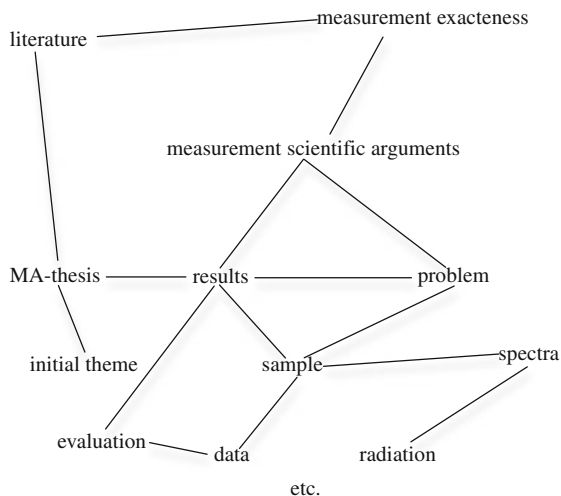 measurement exacteness
literature
measurement scientific arguments
MA-thesis
results
problem
initial theme
sample
spectra
evaluation
data
radiation
etc.